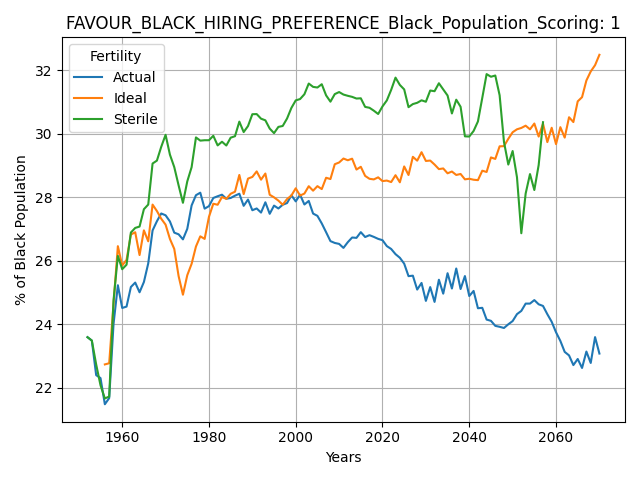 FAVOUR_BLACK_HIRING_PREFERENCE_Black_Population_Scoring: 1
Fertility
Actual
Ideal
Sterile
% of Black Population
32
30
28
26
24
22
1960 1980 2000 2020 2040 2060
Years